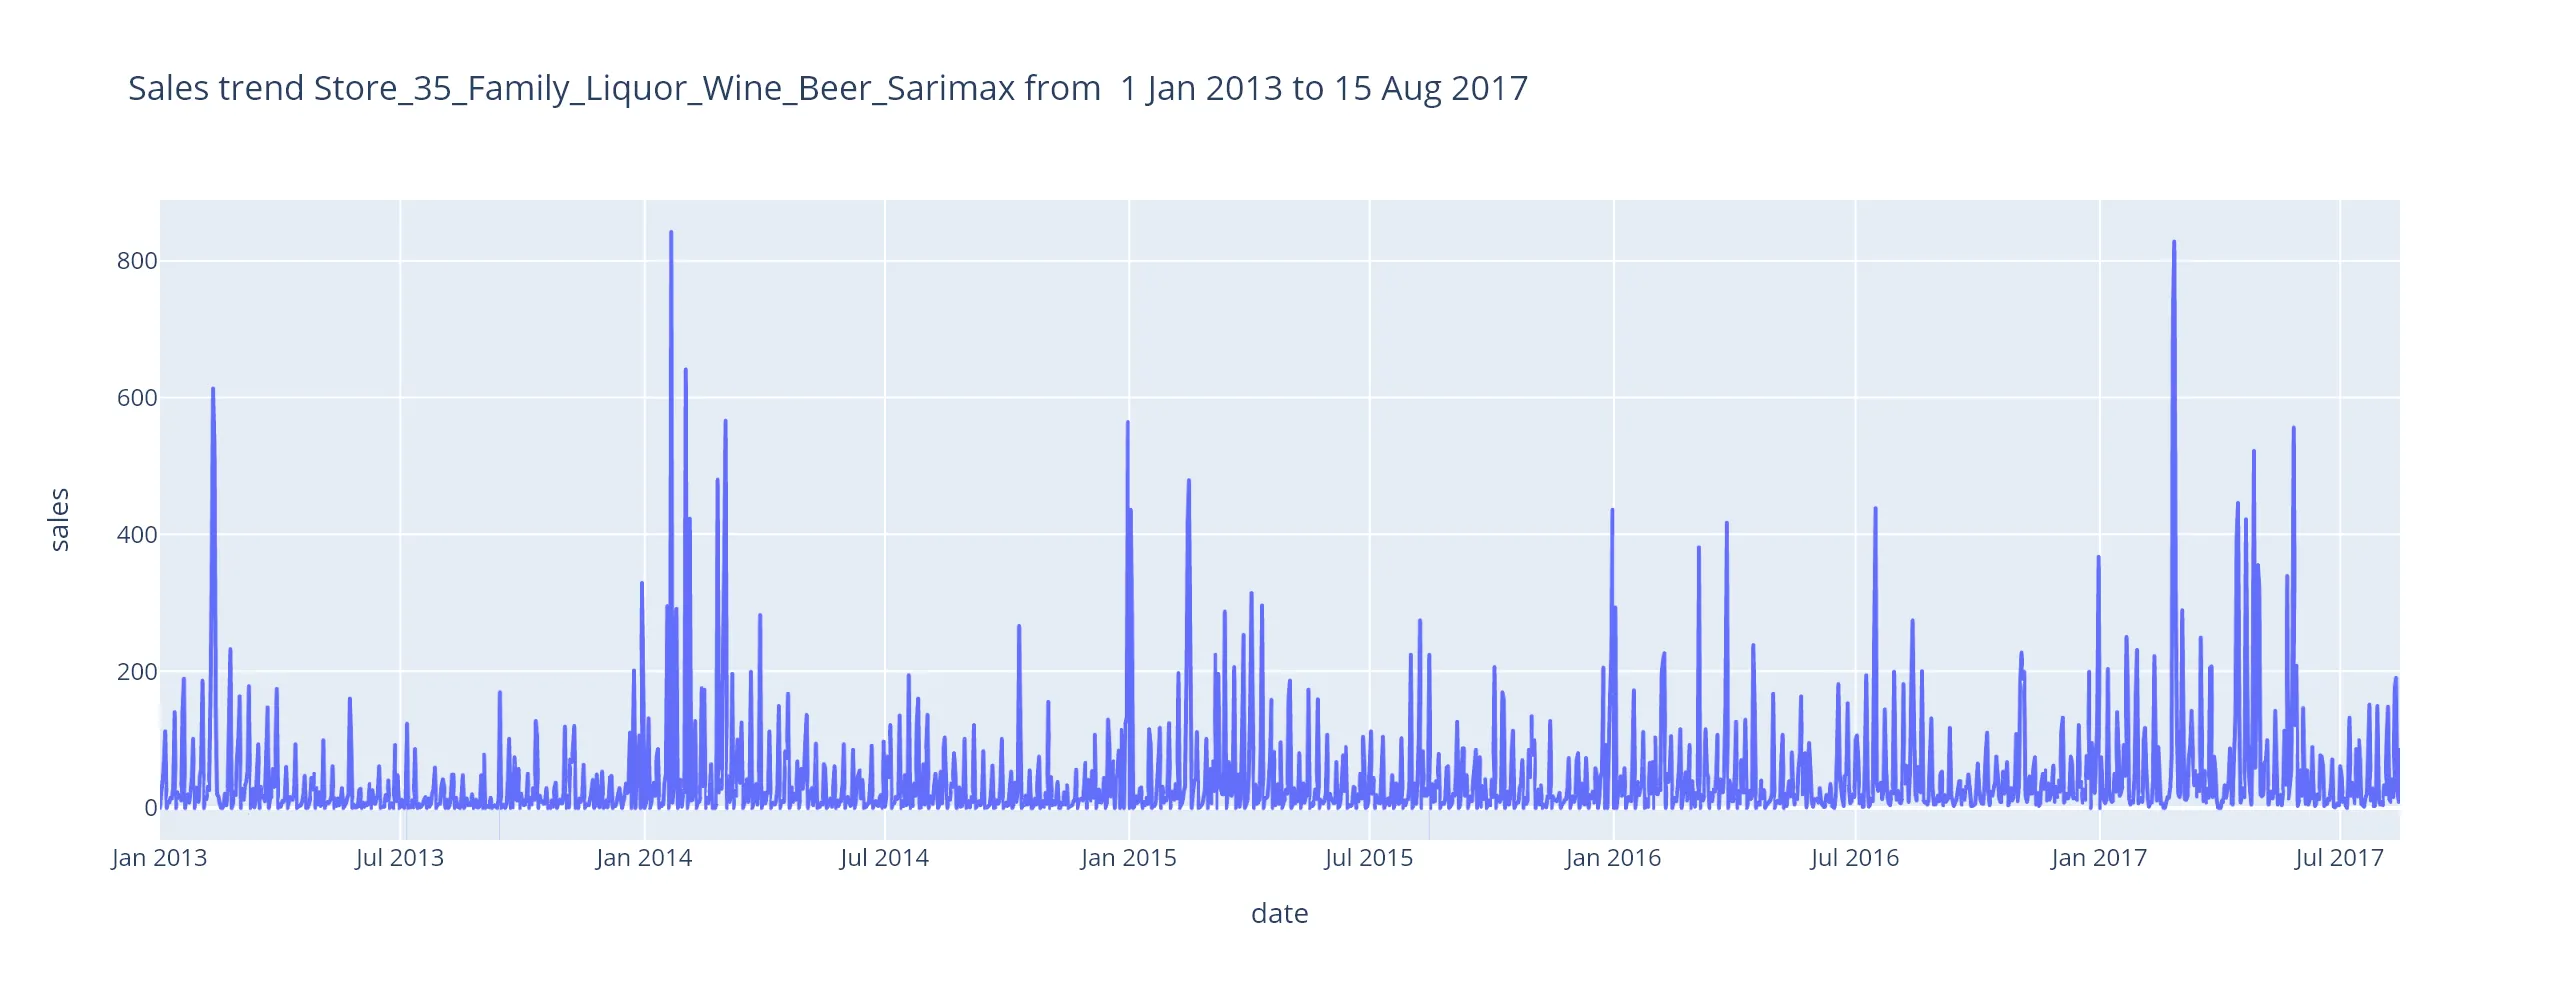 Sales trend Store_35_Family_Liquor_Wine_Beer_Sarimax from  1 Jan 2013 to 15 Aug 2017
800
600
400
200
0
sales
Jan 2013 Jul 2013 Jan 2014 Jul 2014 Jan 2015 Jul 2015 Jan 2016 Jul 2016 Jan 2017 Jul 2017
date